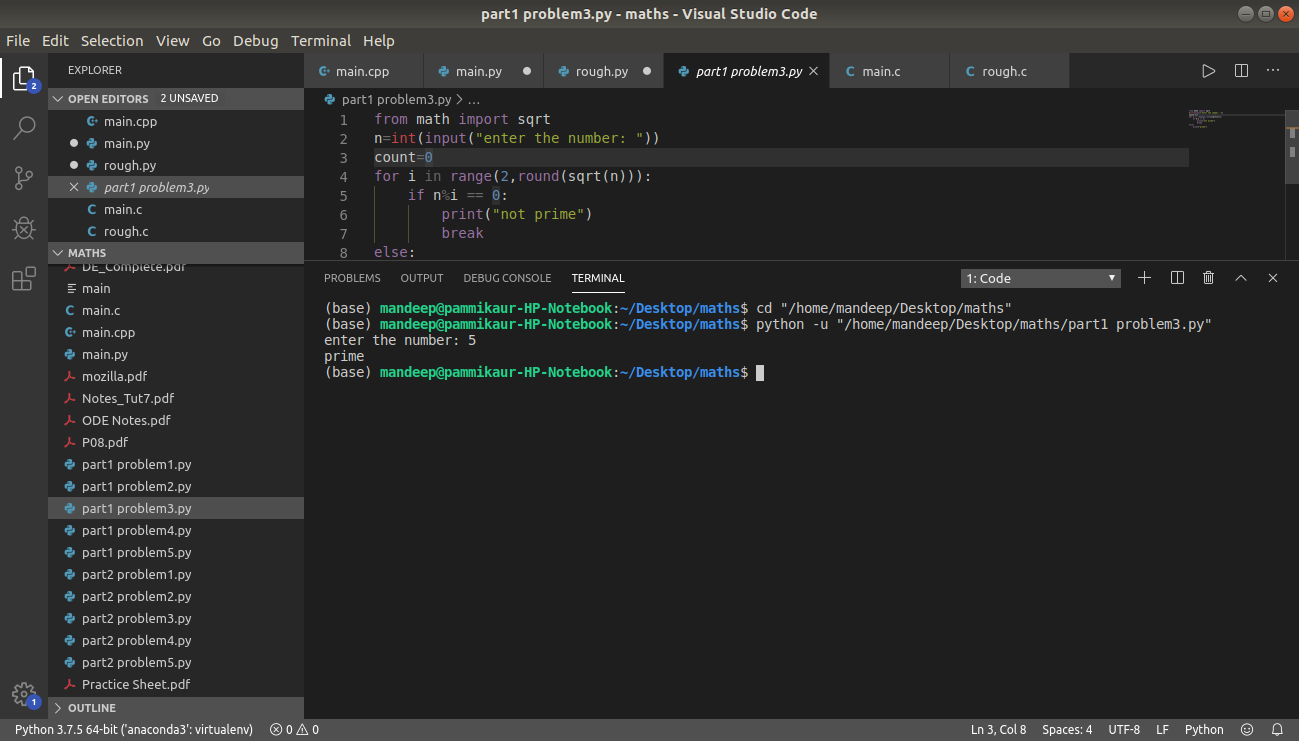 part1 problem3.py - maths - Visual Studio Code
File Edit Selection View Go Debug Terminal Help
EXPLORER
OPEN EDITORS 2 UNSAVED
main.cpp
main.py
rough.py
part1 problem3.py
main.c
rough.c
MATHS
DE_Complete.pdf
main
main.c
main.cpp
main.py
mozilla.pdf
Notes_Tut7.pdf
ODE Notes.pdf
P08.pdf
part1 problem1.py
part1 problem2.py
part1 problem3.py
part1 problem4.py
part1 problem5.py
part2 problem1.py
part2 problem2.py
part2 problem3.py
part2 problem4.py
part2 problem5.py
Practice Sheet.pdf
OUTLINE
2
1
main.cpp main.py rough.py part1 problem3.py main.c rough.c
part1 problem3.py > ...
1 from math import sqrt
2 n=int(input("enter the number: "))
3 count=0
4 for i in range(2,round(sqrt(n))):
5 if n%i == 0:
6 print("not prime")
7 break
8 else:
PROBLEMS OUTPUT DEBUG CONSOLE TERMINAL 1: Code
(base) mandeep@pammikaur-HP-Notebook:~/Desktop/maths$ cd "/home/mandeep/Desktop/maths"
(base) mandeep@pammikaur-HP-Notebook:~/Desktop/maths$ python -u "/home/mandeep/Desktop/maths/part1 problem3.py"
enter the number: 5
prime
(base) mandeep@pammikaur-HP-Notebook:~/Desktop/maths$
Python 3.7.5 64-bit ('anaconda3': virtualenv) 0 0 Ln 3, Col 8 Spaces: 4 UTF-8 LF Python